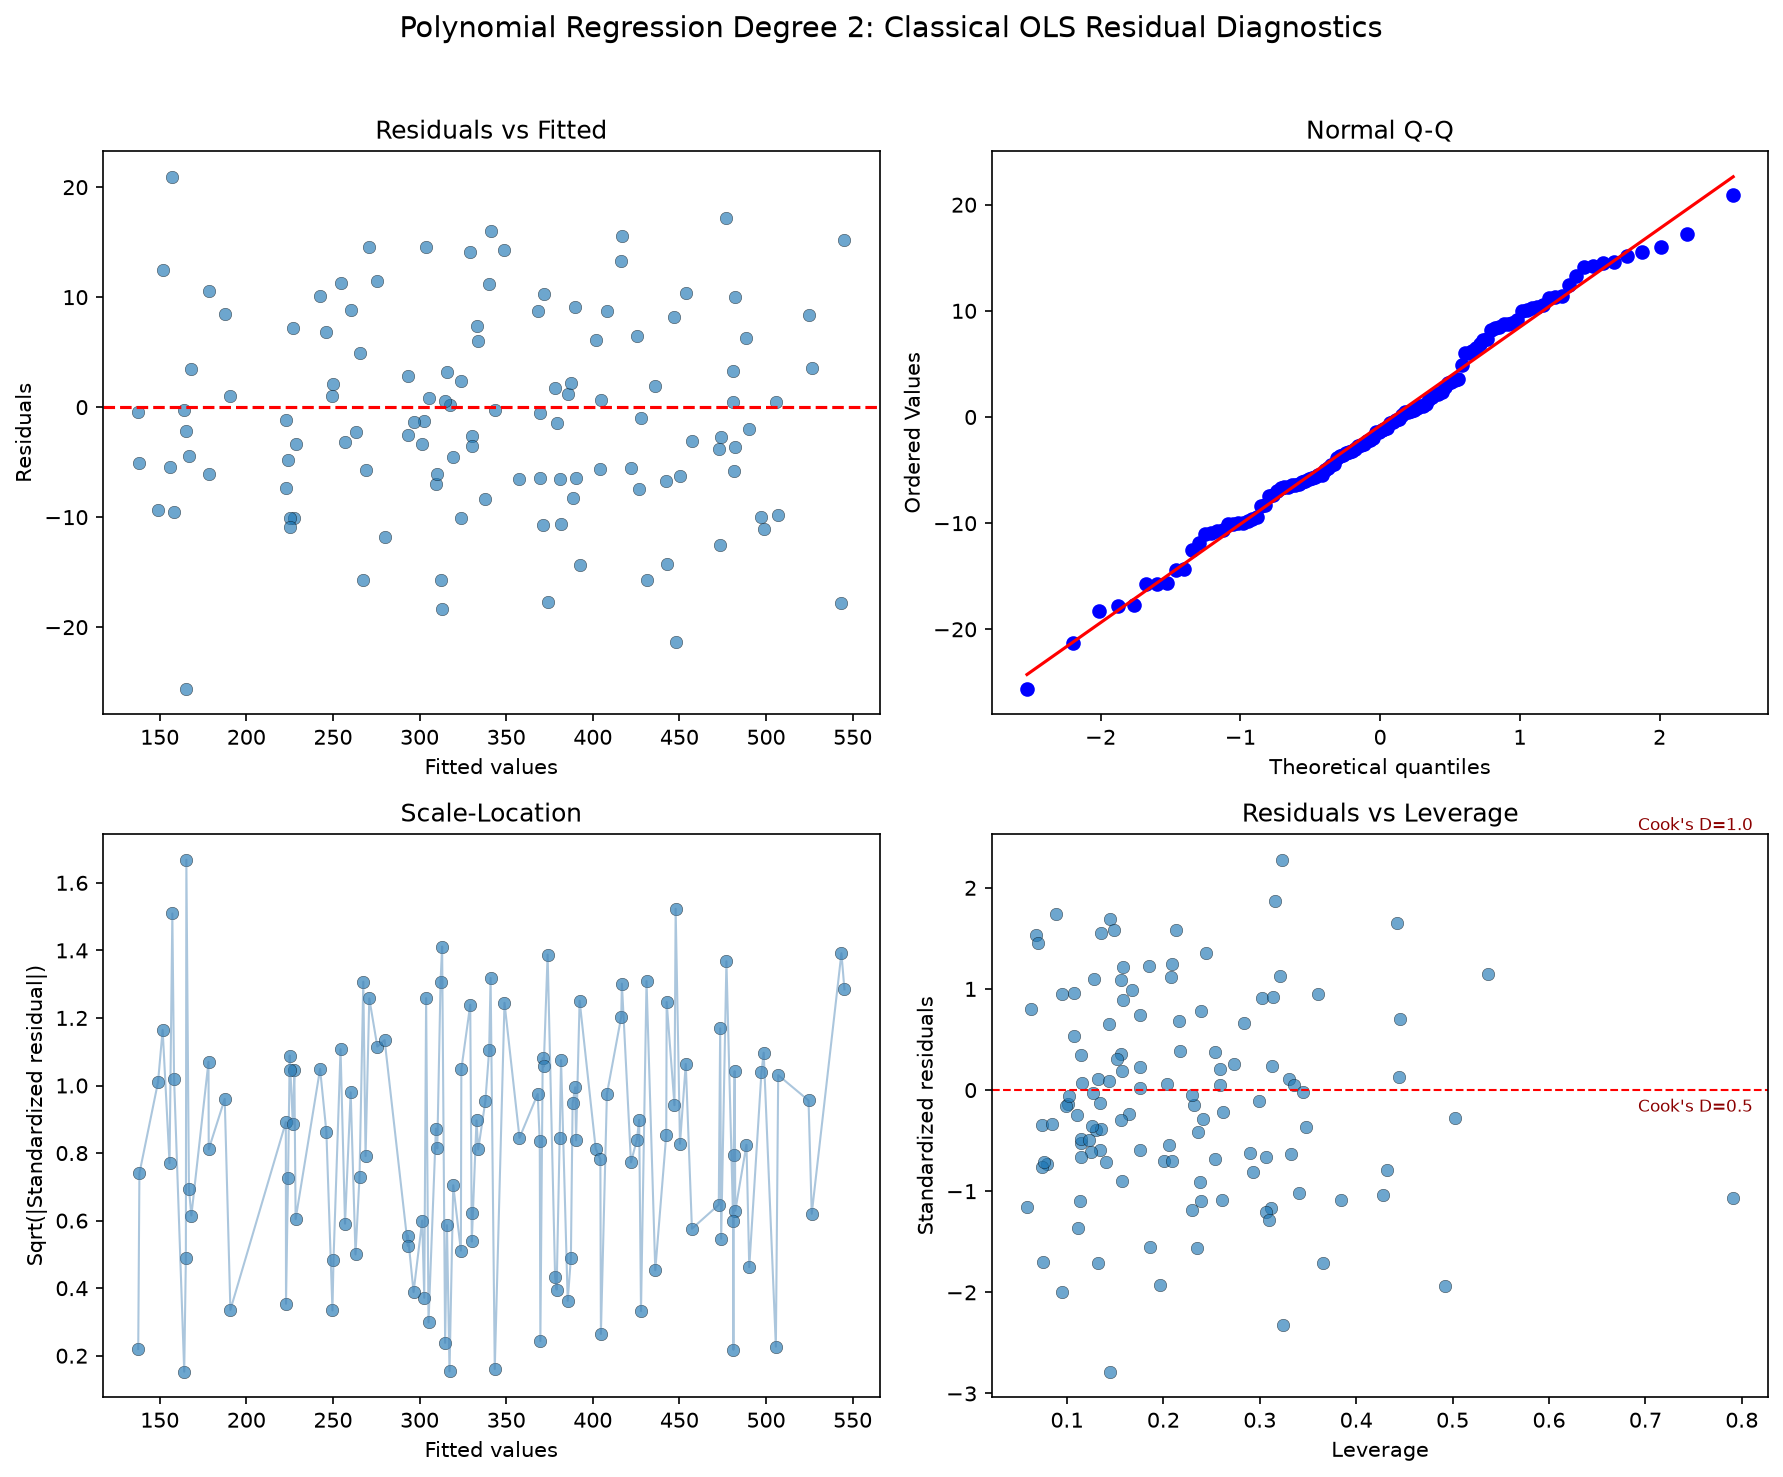 Polynomial Regression Degree 2: Classical OLS Residual Diagnostics
Residuals vs Fitted
Residuals
20
10
0
−10
−20
150 200 250 300 350 400 450 500 550
Fitted values
Normal Q-Q
Ordered Values
20
10
0
−10
−20
−2 −1 0 1 2
Theoretical quantiles
Scale-Location
Sqrt(|Standardized residual|)
1.6
1.4
1.2
1.0
0.8
0.6
0.4
0.2
150 200 250 300 350 400 450 500 550
Fitted values
Residuals vs Leverage
Cook's D=1.0
Standardized residuals
2
1
0
Cook's D=0.5
−1
−2
−3
0.1 0.2 0.3 0.4 0.5 0.6 0.7 0.8
Leverage